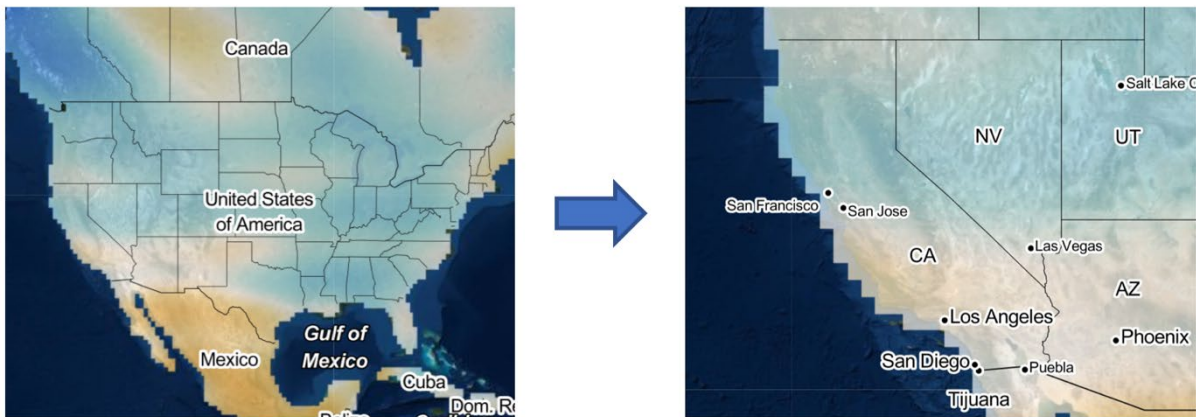 Canada
United States
of America
Gulf of
Mexico
Mexico
Cuba
Dom. Re
Salt Lake C
NV
UT
San Francisco
San Jose
Las Vegas
CA
AZ
Los Angeles
Phoenix
San Diego
Puebla
Tijuana